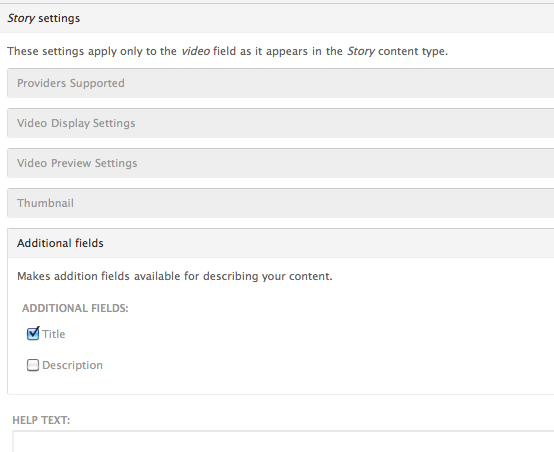 Story settings
These settings apply only to the video field as it appears in the Story content type.
Providers Supported
Video Display Settings
Video Preview Settings
Thumbnail
Additional fields
Makes addition fields available for describing your content.
ADDITIONAL FIELDS:
Title
Description
HELP TEXT: